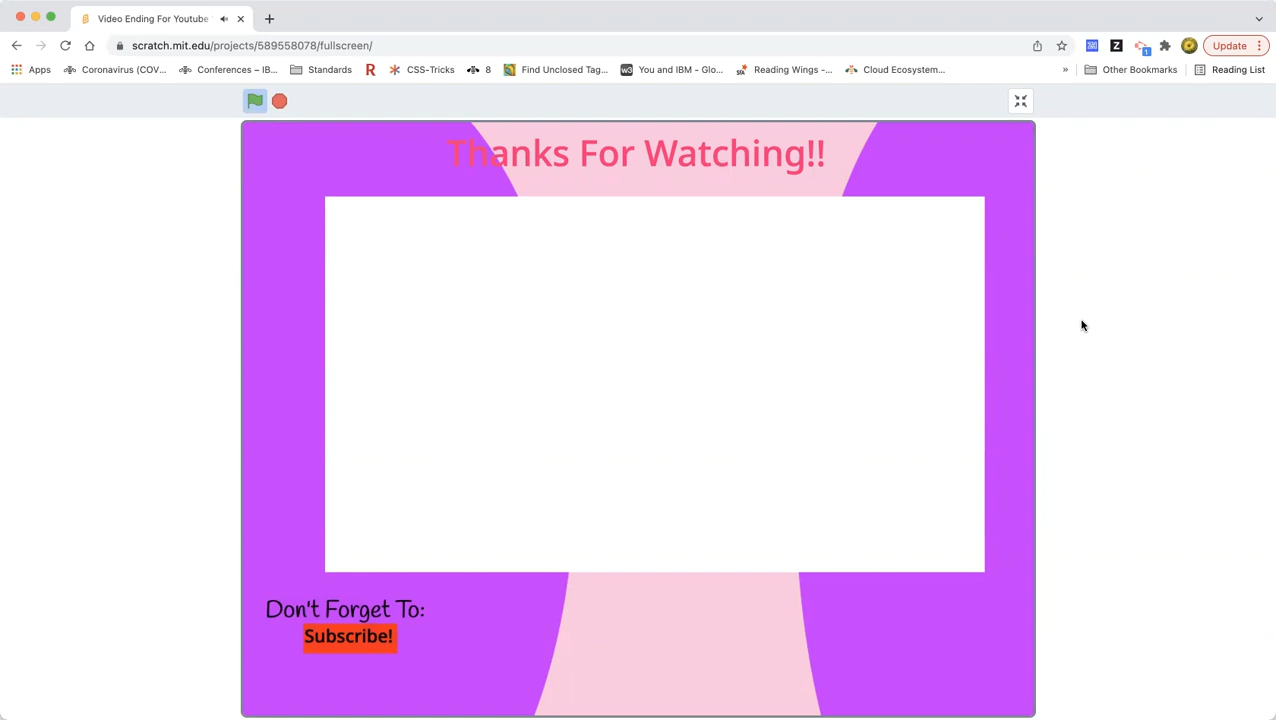 Video Ending For Youtube
scratch.mit.edu/projects/589558078/fullscreen/
Update
Apps
Coronavirus (COV...
Conferences – IB...
Standards
CSS-Tricks
8
Find Unclosed Tag...
You and IBM - Glo...
Reading Wings -...
Cloud Ecosystem...
»
Other Bookmarks
Reading List
Thanks For Watching!!
Don't Forget To:
Subscribe!